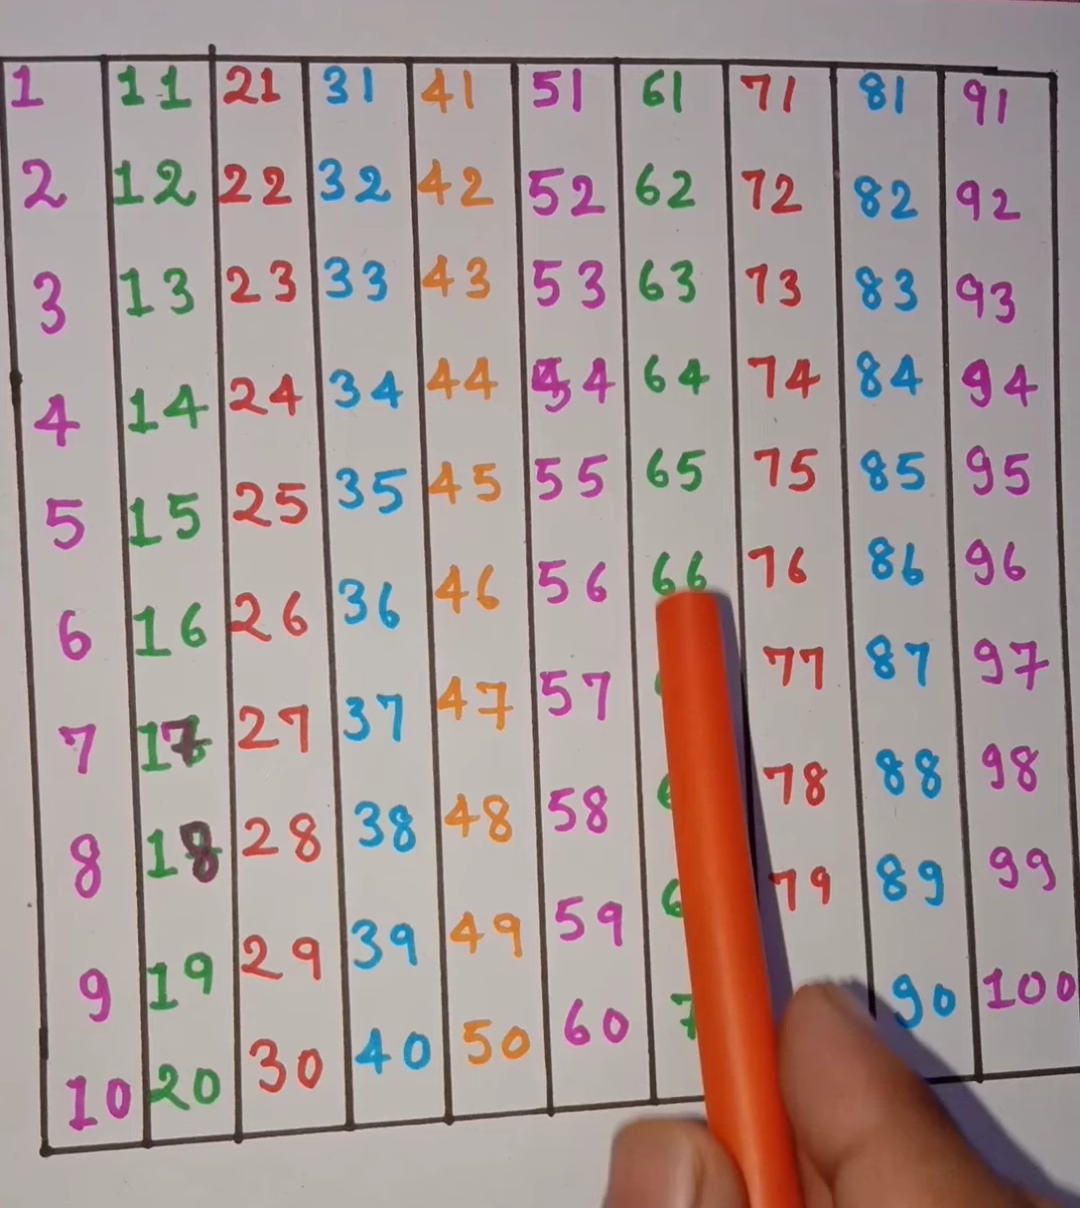 1 11 21 31 41 51 61 71 81 91
2 12 22 32 42 52 62 72 82 92
3 13 23 33 43 53 63 73 83 93
4 14 24 34 44 54 64 74 84 94
5 15 25 35 45 55 65 75 85 95
6 16 26 36 46 56 66 76 86 96
7 17 27 37 47 57 77 87 97
8 18 28 38 48 58 78 88 98
9 19 29 39 49 59 79 89 99
10 20 30 40 50 60 90 100